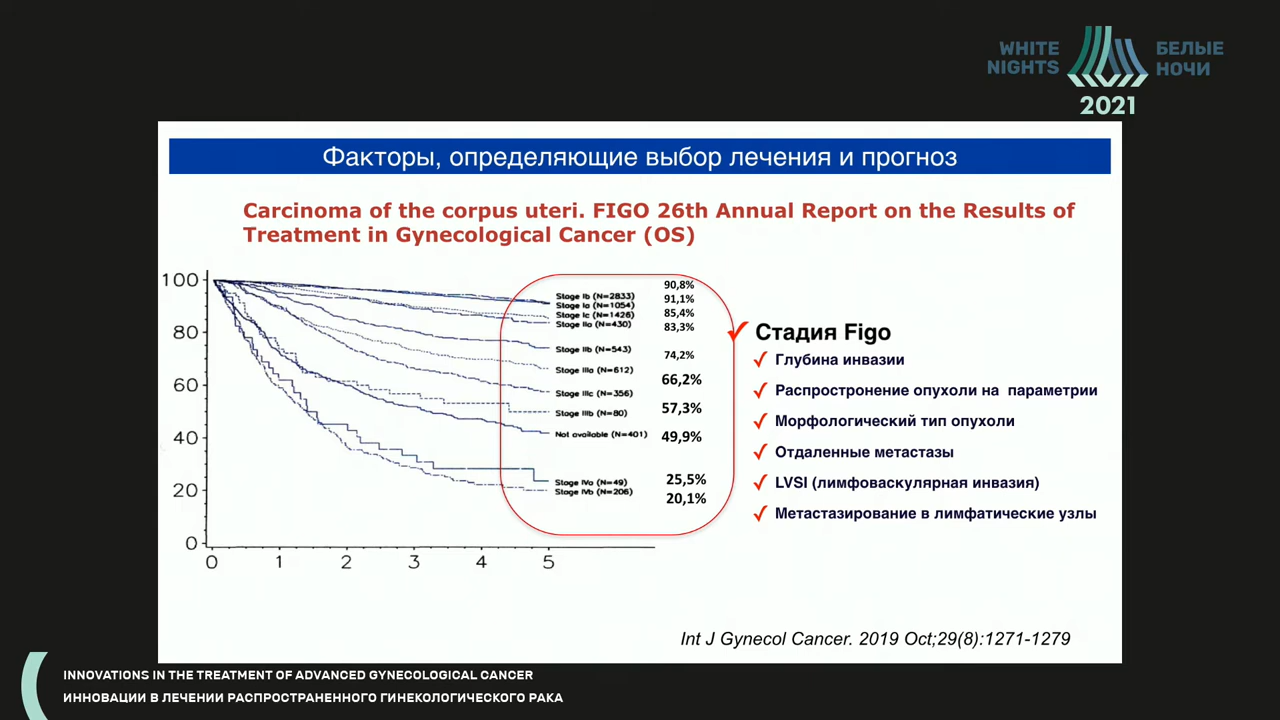 WHITE NIGHTS
БЕЛЫЕ НОЧИ
2021
Факторы, определяющие выбор лечения и прогноз
Carcinoma of the corpus uteri. FIGO 26th Annual Report on the Results of
Treatment in Gynecological Cancer (OS)
100
80
60
40
20
0
0 1 2 3 4 5
Stage Ib (N=2833) 90,8%
Stage Ia (N=1054) 91,1%
Stage Ic (N=1426) 85,4%
Stage IIa (N=430) 83,3%
Stage IIb (N=543) 74,2%
Stage IIIa (N=612) 66,2%
Stage IIIc (N=356) 57,3%
Stage IIIb (N=80) 49,9%
Not available (N=401)
Stage IVa (N=49) 25,5%
Stage IVb (N=206) 20,1%
✓ Стадия Figo
✓ Глубина инвазии
✓ Распростронение опухоли на параметрии
✓ Морфологический тип опухоли
✓ Отдаленные метастазы
✓ LVSI (лимфоваскулярная инвазия)
✓ Метастазирование в лимфатические узлы
Int J Gynecol Cancer. 2019 Oct;29(8):1271-1279
INNOVATIONS IN THE TREATMENT OF ADVANCED GYNECOLOGICAL CANCER
ИННОВАЦИИ В ЛЕЧЕНИИ РАСПРОСТРАНЕННОГО ГИНЕКОЛОГИЧЕСКОГО РАКА